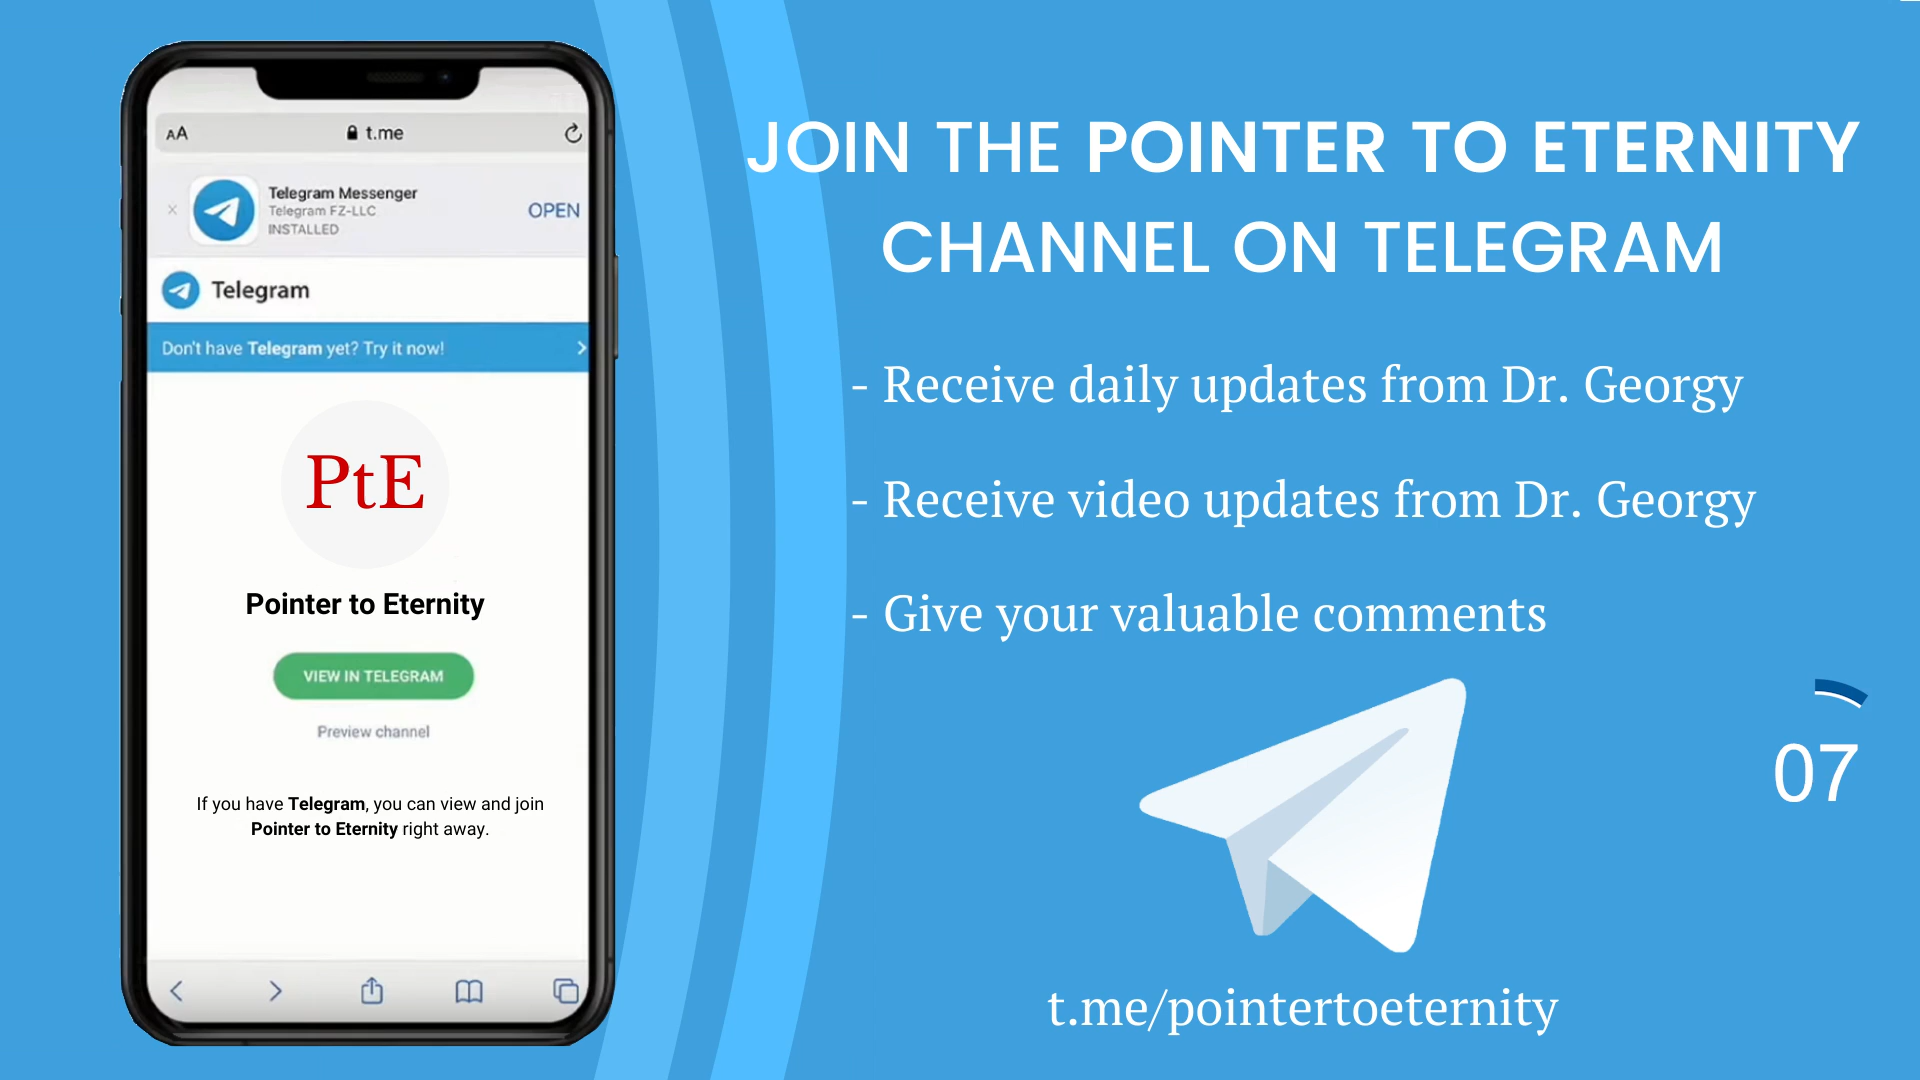 AA
t.me
Telegram Messenger
Telegram FZ-LLC
INSTALLED
OPEN
Telegram
Don't have Telegram yet? Try it now!
PtE
Pointer to Eternity
VIEW IN TELEGRAM
Preview channel
If you have Telegram, you can view and join
Pointer to Eternity right away.
JOIN THE POINTER TO ETERNITY
CHANNEL ON TELEGRAM
- Receive daily updates from Dr. Georgy
- Receive video updates from Dr. Georgy
- Give your valuable comments
07
t.me/pointertoeternity